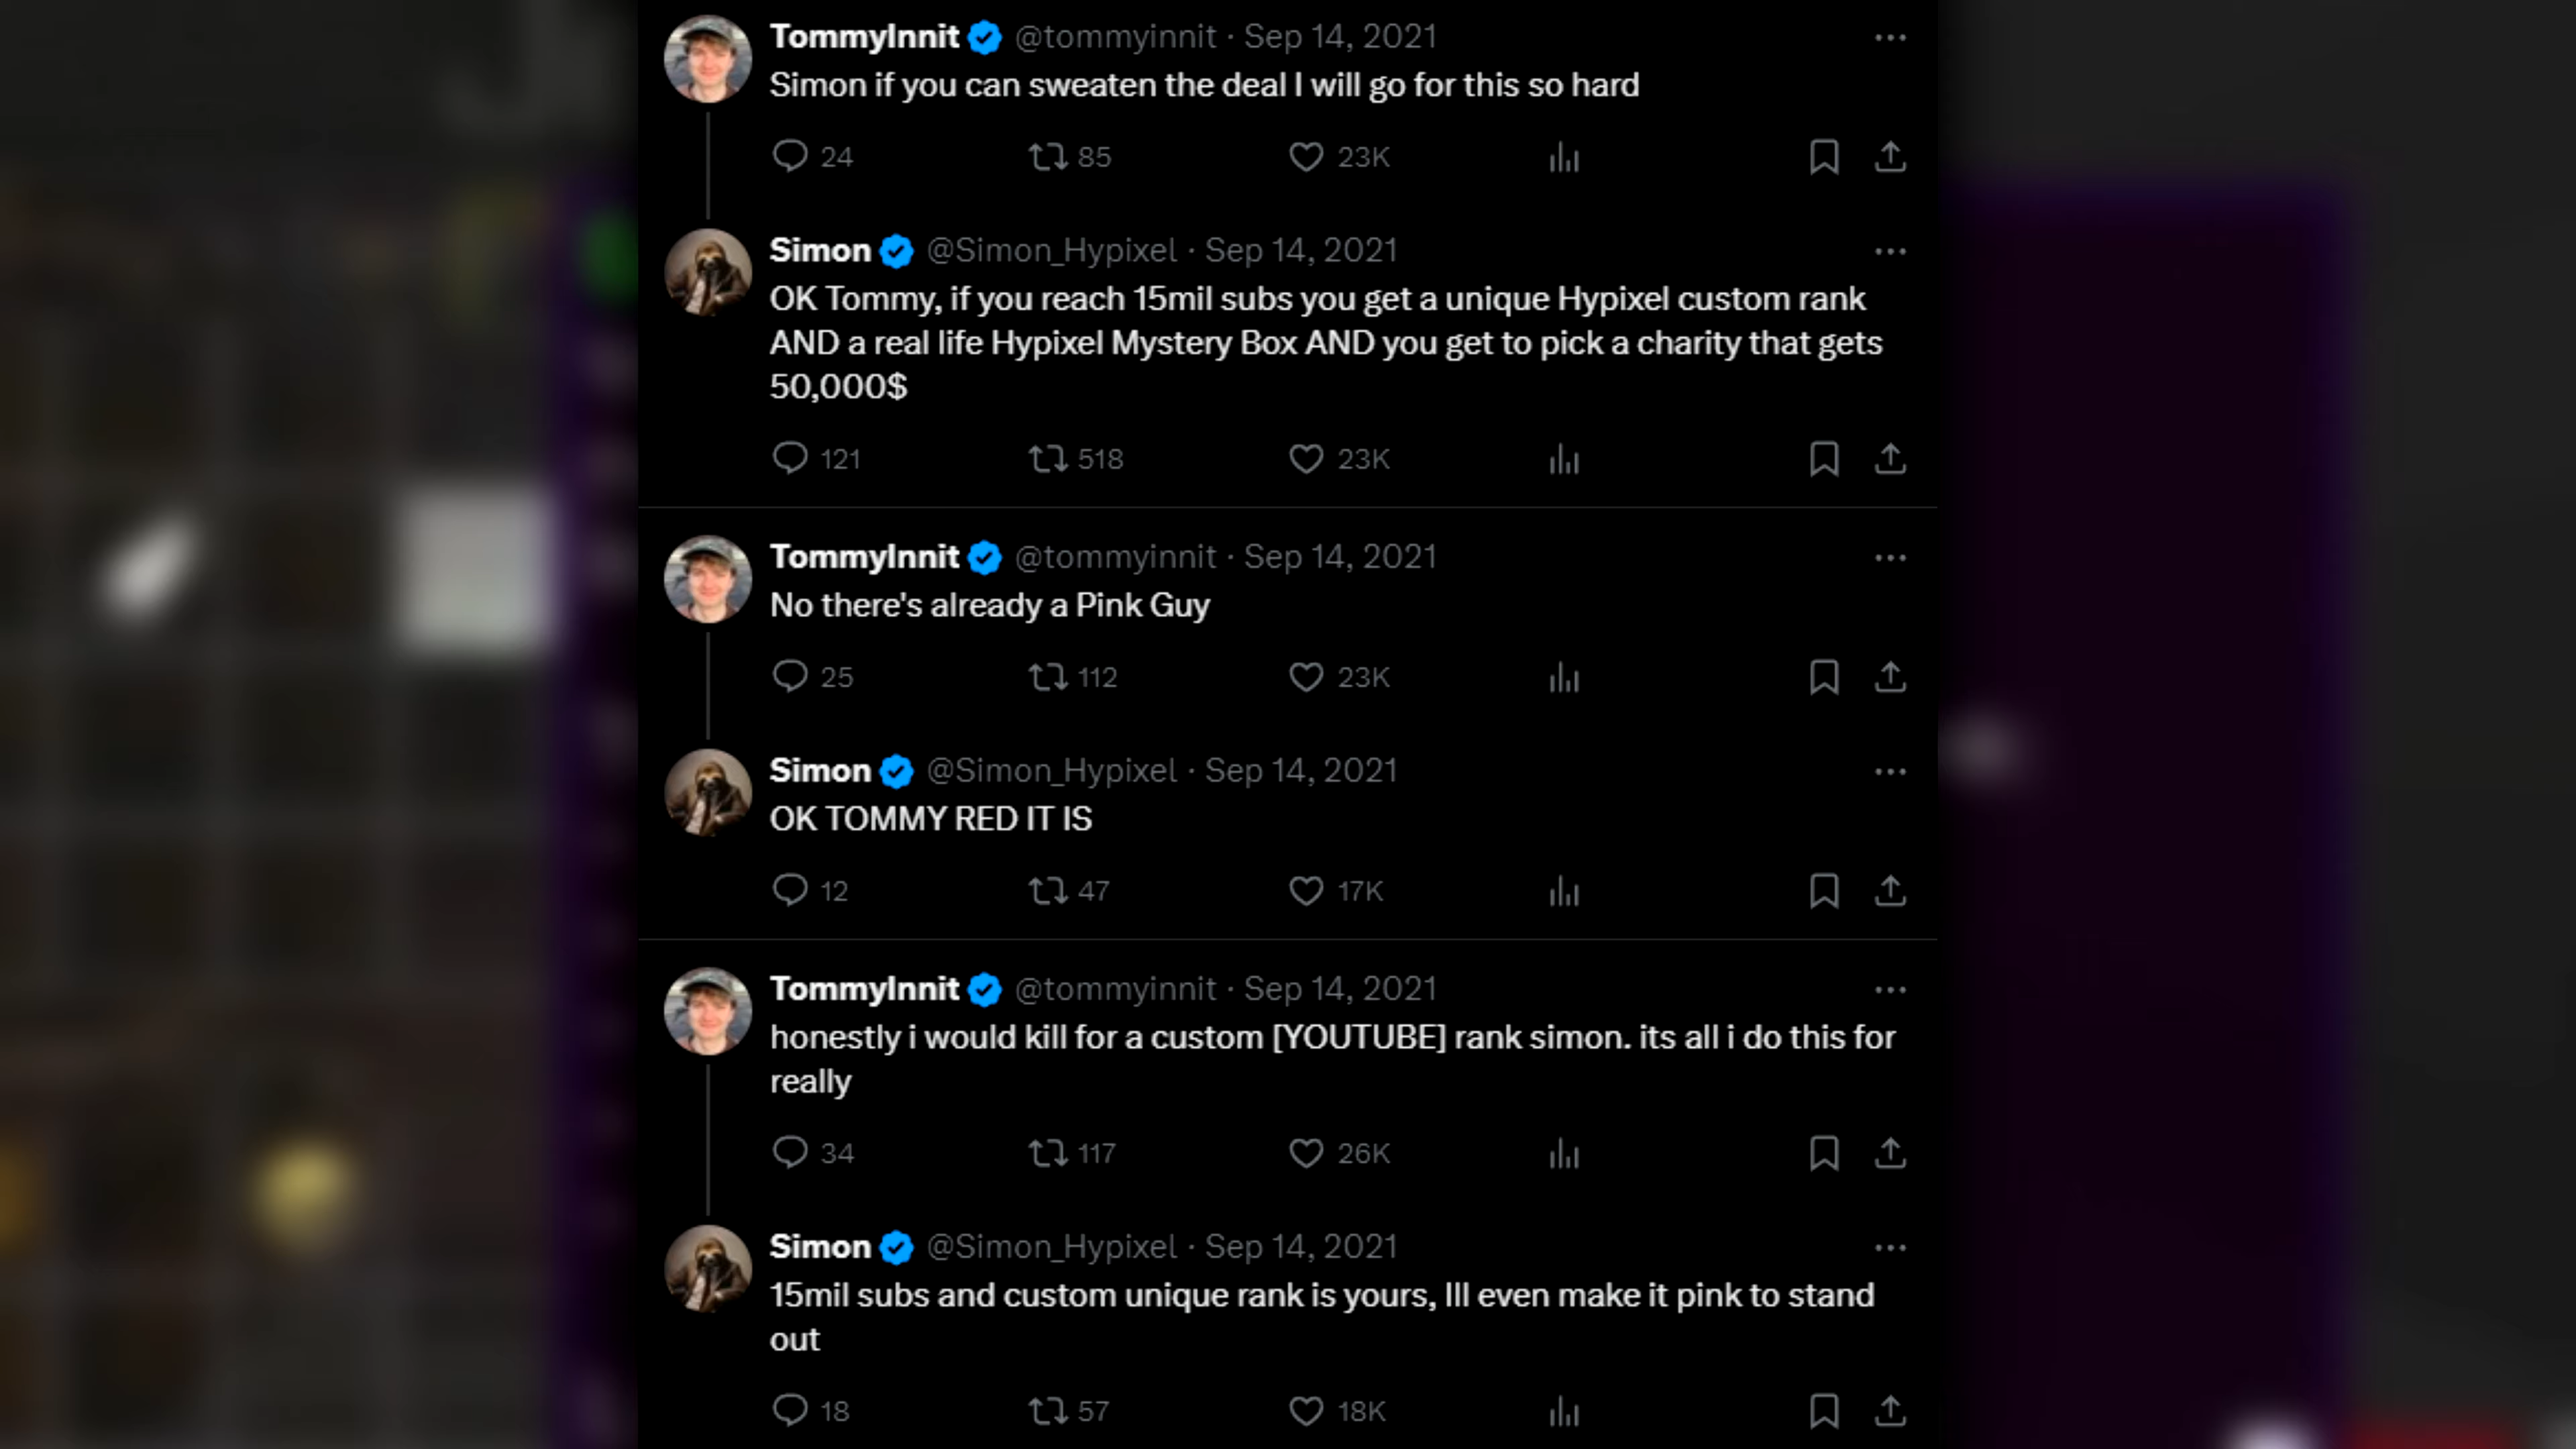 TommyInnit @tommyinnit · Sep 14, 2021
Simon if you can sweaten the deal I will go for this so hard
24 85 23K
Simon @Simon_Hypixel · Sep 14, 2021
OK Tommy, if you reach 15mil subs you get a unique Hypixel custom rank
AND a real life Hypixel Mystery Box AND you get to pick a charity that gets
50,000$
121 518 23K
TommyInnit @tommyinnit · Sep 14, 2021
No there's already a Pink Guy
25 112 23K
Simon @Simon_Hypixel · Sep 14, 2021
OK TOMMY RED IT IS
12 47 17K
TommyInnit @tommyinnit · Sep 14, 2021
honestly i would kill for a custom [YOUTUBE] rank simon. its all i do this for
really
34 117 26K
Simon @Simon_Hypixel · Sep 14, 2021
15mil subs and custom unique rank is yours, Ill even make it pink to stand
out
18 57 18K